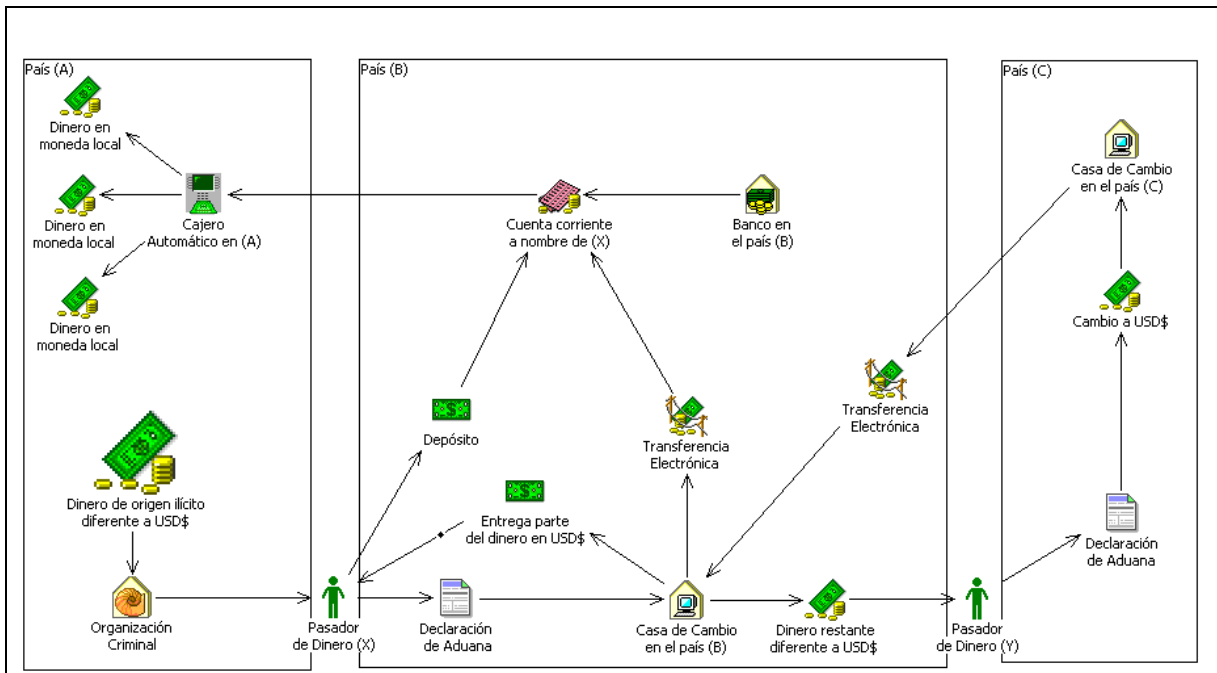 País (A)
Dinero en
moneda local
Dinero en
moneda local
Cajero
Automático en (A)
Dinero en
moneda local
Dinero de origen ilícito
diferente a USD$
Organización
Criminal
Pasador
de Dinero (X)
País (B)
Cuenta corriente
a nombre de (X)
Banco en
el país (B)
Depósito
Transferencia
Electrónica
Transferencia
Electrónica
Entrega parte
del dinero en USD$
Declaración
de Aduana
Casa de Cambio
en el país (B)
Dinero restante
diferente a USD$
Pasador
de Dinero (Y)
País (C)
Casa de Cambio
en el país (C)
Cambio a USD$
Declaración
de Aduana